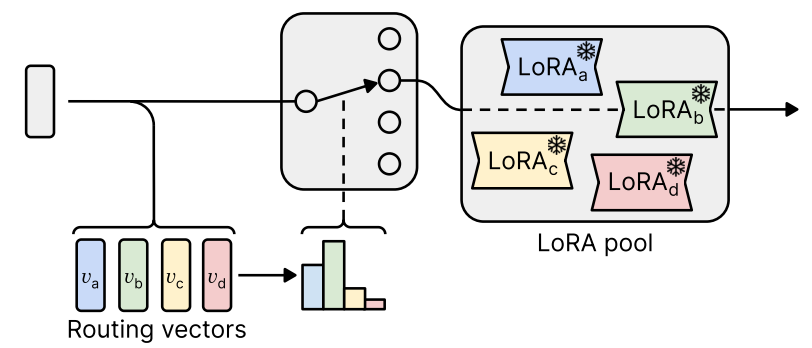 LoRAa
LoRAb
LoRAc
LoRAd
LoRA pool
va vb vc vd
Routing vectors